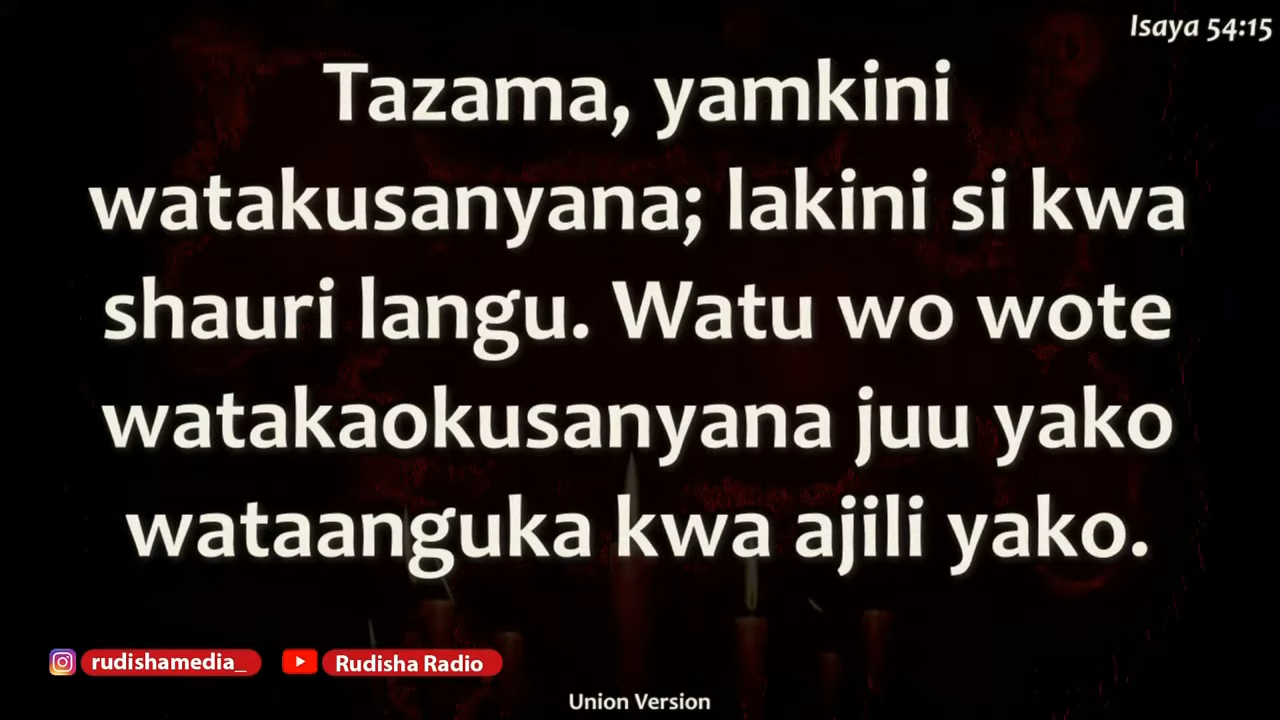 Isaya 54:15
Tazama, yamkini
watakusanyana; lakini si kwa
shauri langu. Watu wo wote
watakaokusanyana juu yako
wataanguka kwa ajili yako.
rudishamedia_
Rudisha Radio
Union Version